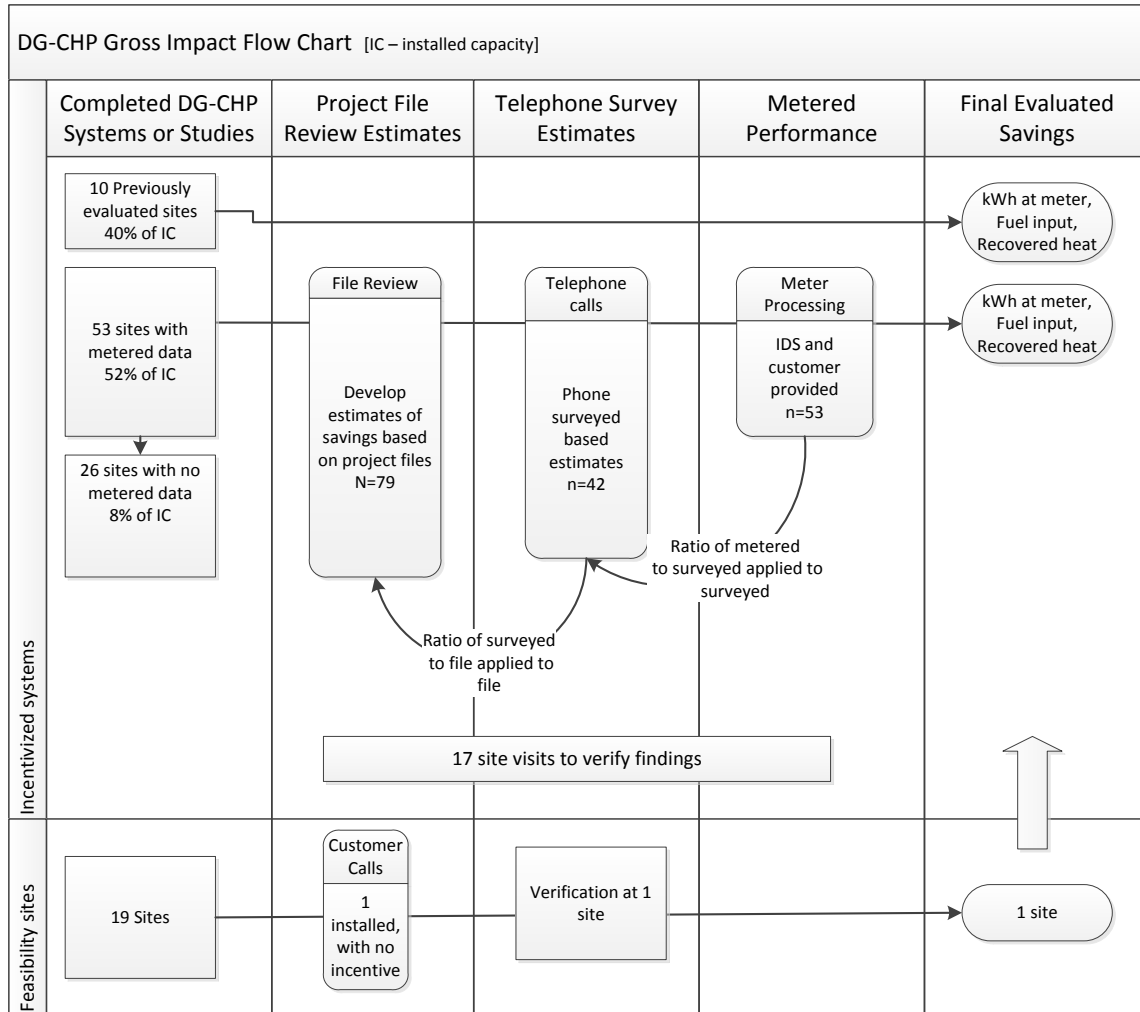 DG-CHP Gross Impact Flow Chart [IC – installed capacity]
Completed DG-CHP
Systems or Studies
Project File
Review Estimates
Telephone Survey
Estimates
Metered
Performance
Final Evaluated
Savings
Incentivized systems
10 Previously
evaluated sites
40% of IC
kWh at meter,
Fuel input,
Recovered heat
53 sites with
metered data
52% of IC
File Review
Develop
estimates of
savings based
on project files
N=79
Telephone
calls
Phone
surveyed
based
estimates
n=42
Meter
Processing
IDS and
customer
provided
n=53
kWh at meter,
Fuel input,
Recovered heat
26 sites with no
metered data
8% of IC
Ratio of metered
to surveyed applied to
surveyed
Ratio of surveyed
to file applied to
file
17 site visits to verify findings
Feasibility sites
19 Sites
Customer
Calls
1
installed,
with no
incentive
Verification at 1
site
1 site